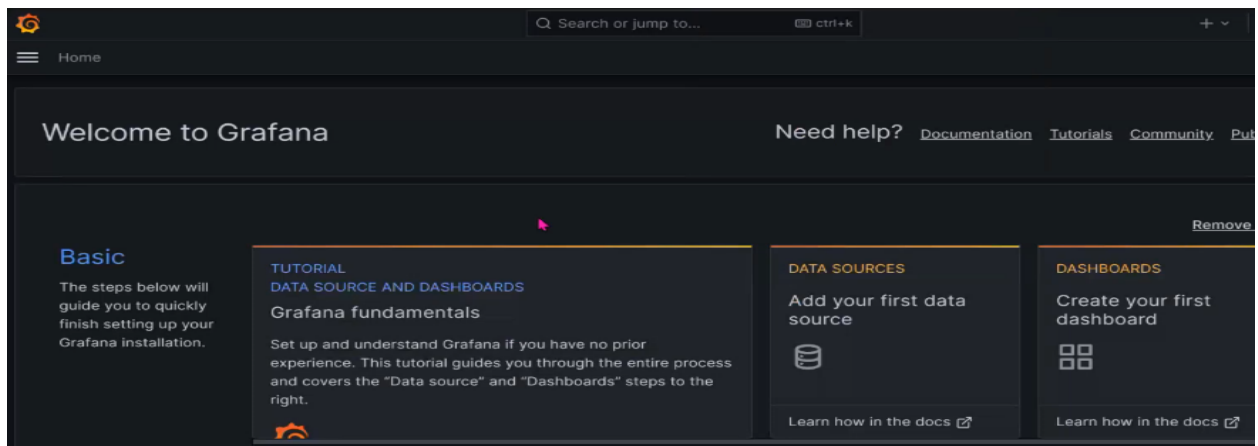 Search or jump to...
ctrl+k
Home
Welcome to Grafana
Need help? Documentation Tutorials Community
Remove
Basic
The steps below will
guide you to quickly
finish setting up your
Grafana installation.
TUTORIAL
DATA SOURCE AND DASHBOARDS
Grafana fundamentals
Set up and understand Grafana if you have no prior
experience. This tutorial guides you through the entire process
and covers the "Data source" and "Dashboards" steps to the
right.
DATA SOURCES
Add your first data
source
Learn how in the docs
DASHBOARDS
Create your first
dashboard
Learn how in the docs